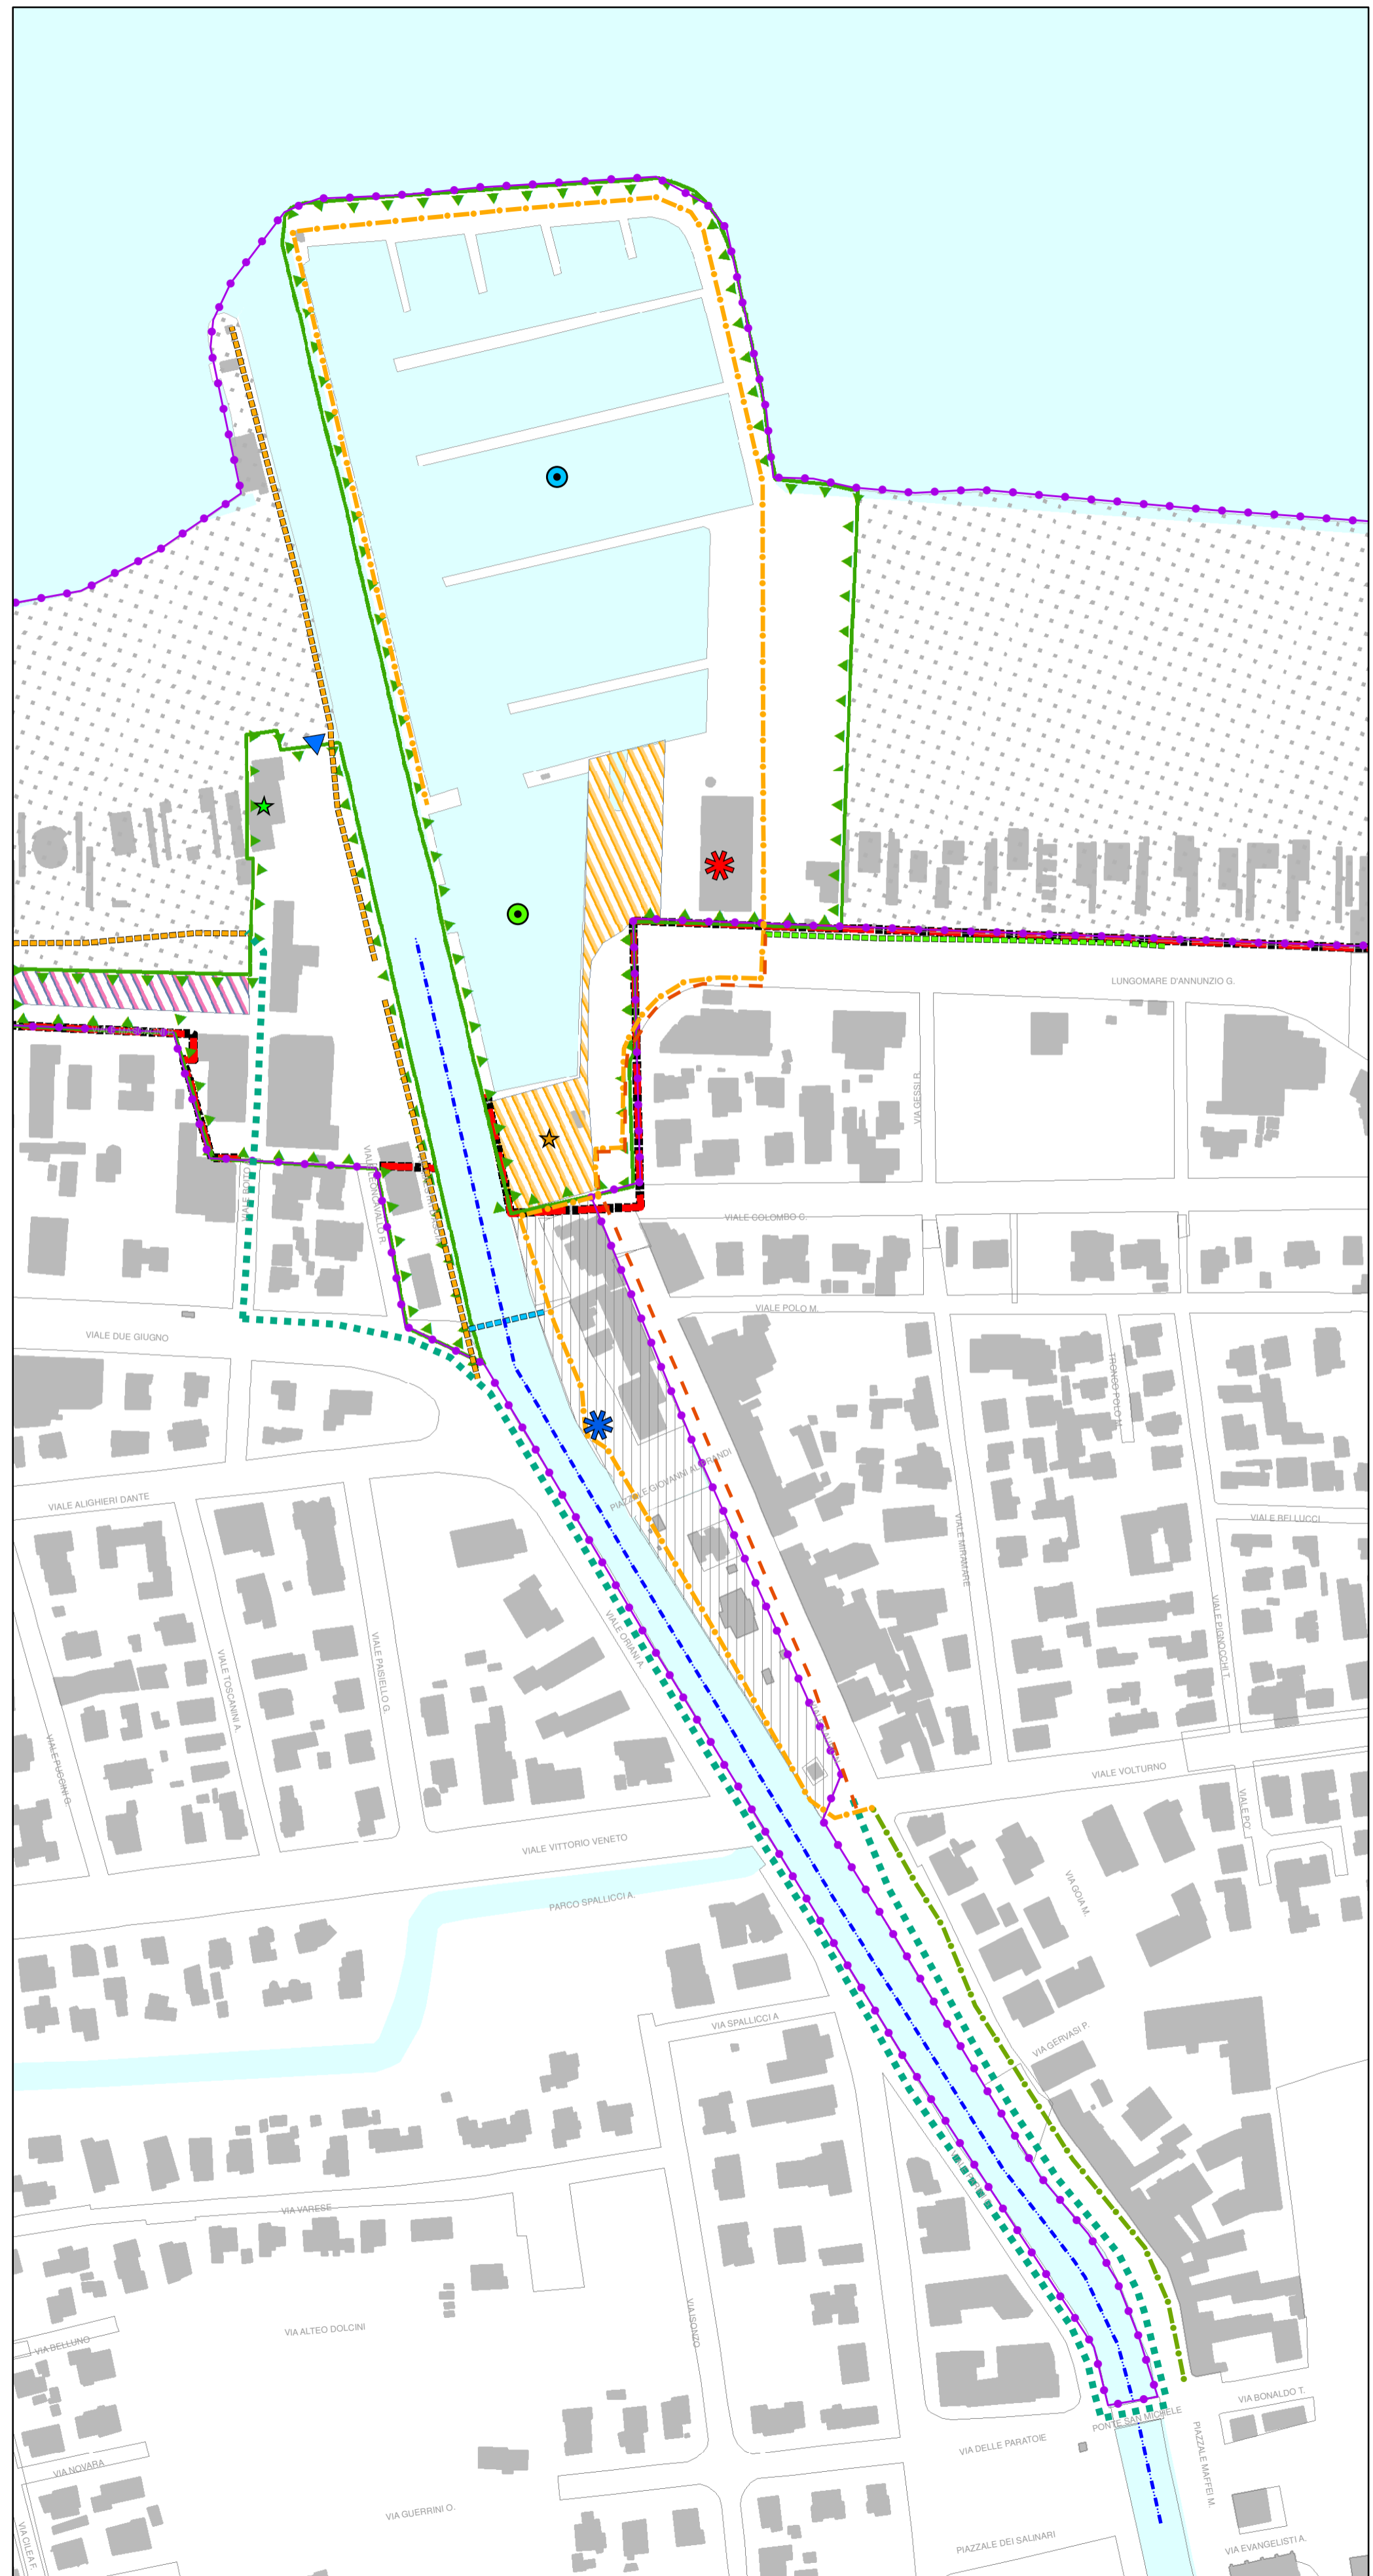 LUNGOMARE D'ANNUNZIO G.
VIA GESSI R.
VIALE BOITO
VIALE LEONCAVALLO R.
VIALE COLOMBO C.
VIALE POLO M.
VIALE DUE GIUGNO
TRONCO POLO M.
PIAZZALE GIOVANNI ALIPRANDI
VIALE ALIGHIERI DANTE
VIALE BELLUCCI
VIALE MIRAMARE
VIALE ORIANI A.
VIALE PAISIELLO G.
VIALE TOSCANINI A.
VIALE PIGNOCCHI T.
VIALE PUCCINI G.
VIALE VOLTURNO
VIALE PO
VIALE VITTORIO VENETO
VIA GOIA M.
PARCO SPALLICCI A.
VIA SPALLICCI A
VIA GERVASI P.
VIA VARESE
VIA ISONZO
VIA ALTEO DOLCINI
VIA BELLUNO
VIA BONALDO T.
PONTE SAN MICHELE
VIA DELLE PARATOIE
PIAZZALE MAFFEI M.
VIA NOVARA
VIA GUERRINI O.
VIA CILEA F.
PIAZZALE DEI SALINARI
VIA EVANGELISTI A.